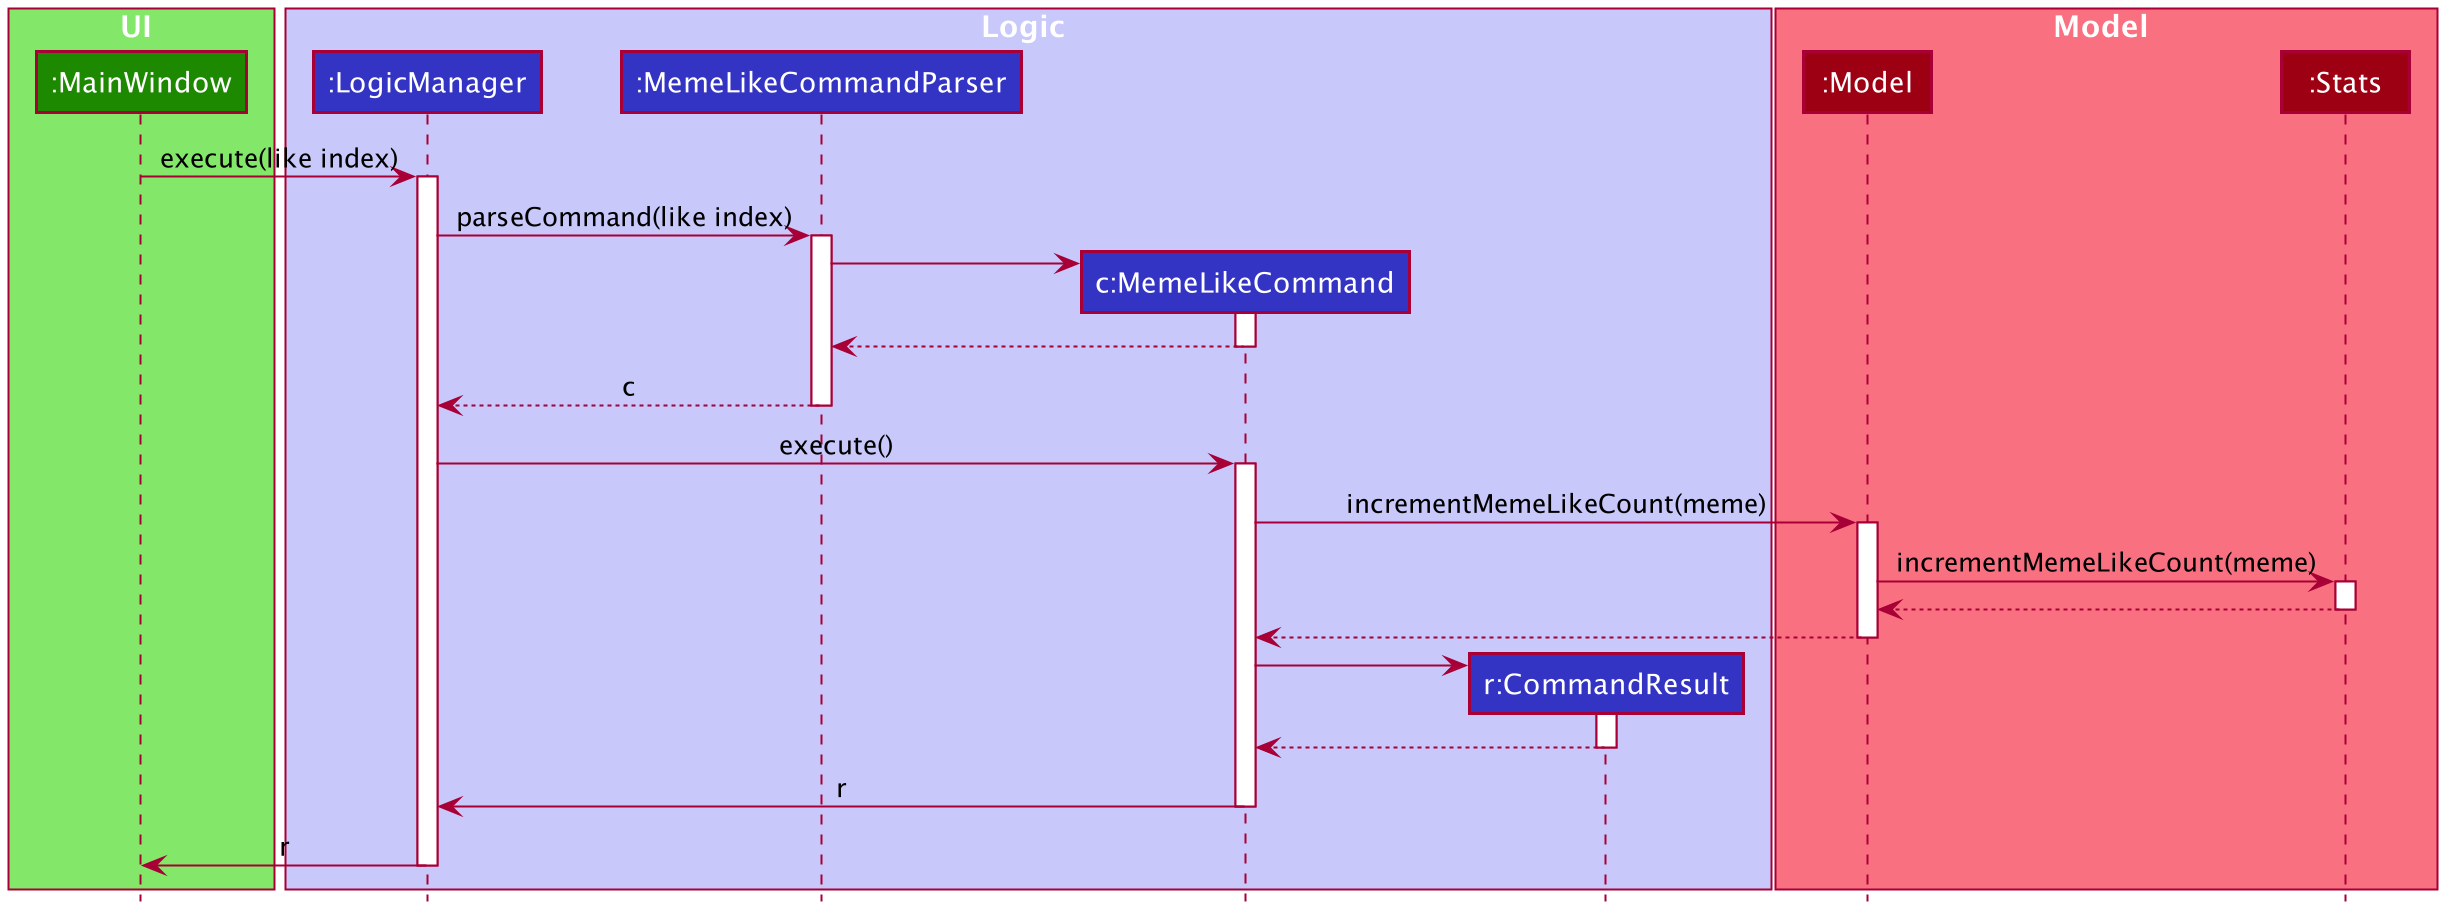 UI
Logic
Model
:MainWindow
:LogicManager
:MemeLikeCommandParser
:Model
:Stats
execute(like index)
parseCommand(like index)
c:MemeLikeCommand
c
execute()
incrementMemeLikeCount(meme)
incrementMemeLikeCount(meme)
r:CommandResult
r
r